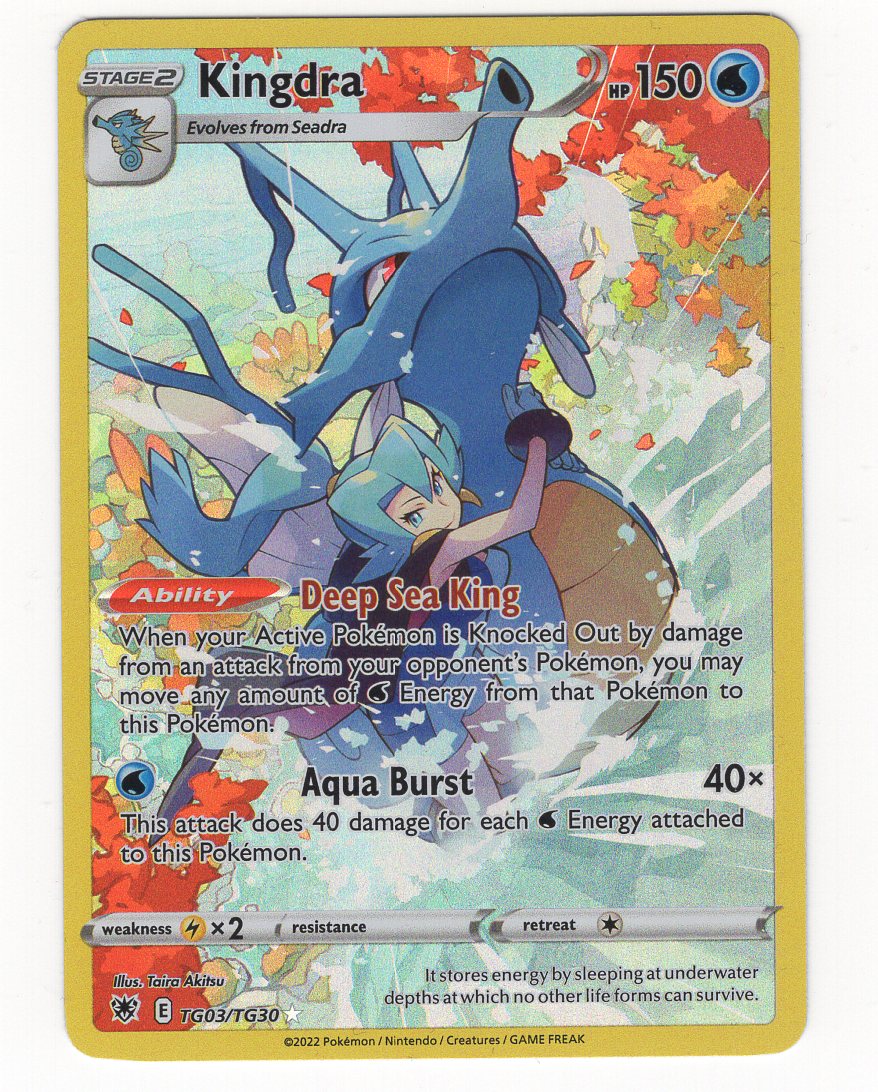 STAGE2 Kingdra HP 150
Evolves from Seadra
Ability Deep Sea King
When your Active Pokémon is Knocked Out by damage
from an attack from your opponent's Pokémon, you may
move any amount of Energy from that Pokémon to
this Pokémon.
Aqua Burst 40×
This attack does 40 damage for each Energy attached
to this Pokémon.
weakness ×2 resistance retreat
Illus. Taira Akitsu
It stores energy by sleeping at underwater
depths at which no other life forms can survive.
E TG03/TG30
©2022 Pokémon / Nintendo / Creatures / GAME FREAK